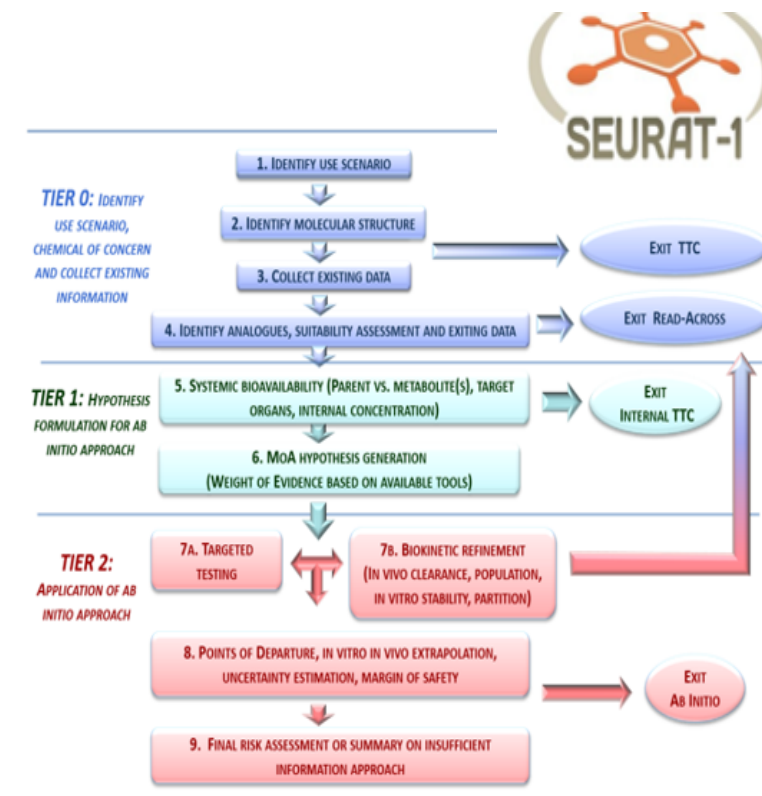 SEURAT-1
1. IDENTIFY USE SCENARIO
TIER 0: IDENTIFY
USE SCENARIO,
CHEMICAL OF CONCERN
AND COLLECT EXISTING
INFORMATION
2. IDENTIFY MOLECULAR STRUCTURE
EXIT TTC
3. COLLECT EXISTING DATA
4. IDENTIFY ANALOGUES, SUITABILITY ASSESSMENT AND EXITING DATA
EXIT READ-ACROSS
TIER 1: HYPOTHESIS
FORMULATION FOR AB
INITIO APPROACH
5. SYSTEMIC BIOAVAILABILITY (PARENT VS. METABOLITE(S), TARGET
ORGANS, INTERNAL CONCENTRATION)
EXIT
INTERNAL TTC
6. MOA HYPOTHESIS GENERATION
(WEIGHT OF EVIDENCE BASED ON AVAILABLE TOOLS)
TIER 2:
APPLICATION OF AB
INITIO APPROACH
7A. TARGETED
TESTING
7B. BIOKINETIC REFINEMENT
(IN VIVO CLEARANCE, POPULATION,
IN VITRO STABILITY, PARTITION)
8. POINTS OF DEPARTURE, IN VITRO IN VIVO EXTRAPOLATION,
UNCERTAINTY ESTIMATION, MARGIN OF SAFETY
EXIT
AB INITIO
9. FINAL RISK ASSESSMENT OR SUMMARY ON INSUFFICIENT
INFORMATION APPROACH